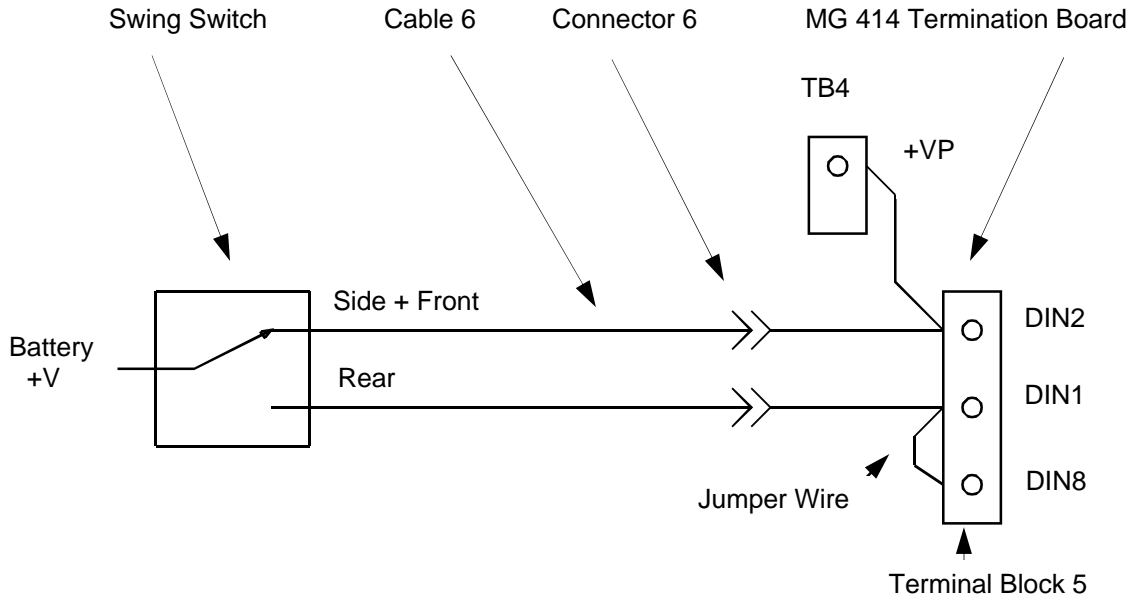 Swing Switch Cable 6 Connector 6 MG 414 Termination Board
TB4
+VP
Side + Front
DIN2
Battery
+V
Rear
DIN1
Jumper Wire
DIN8
Terminal Block 5